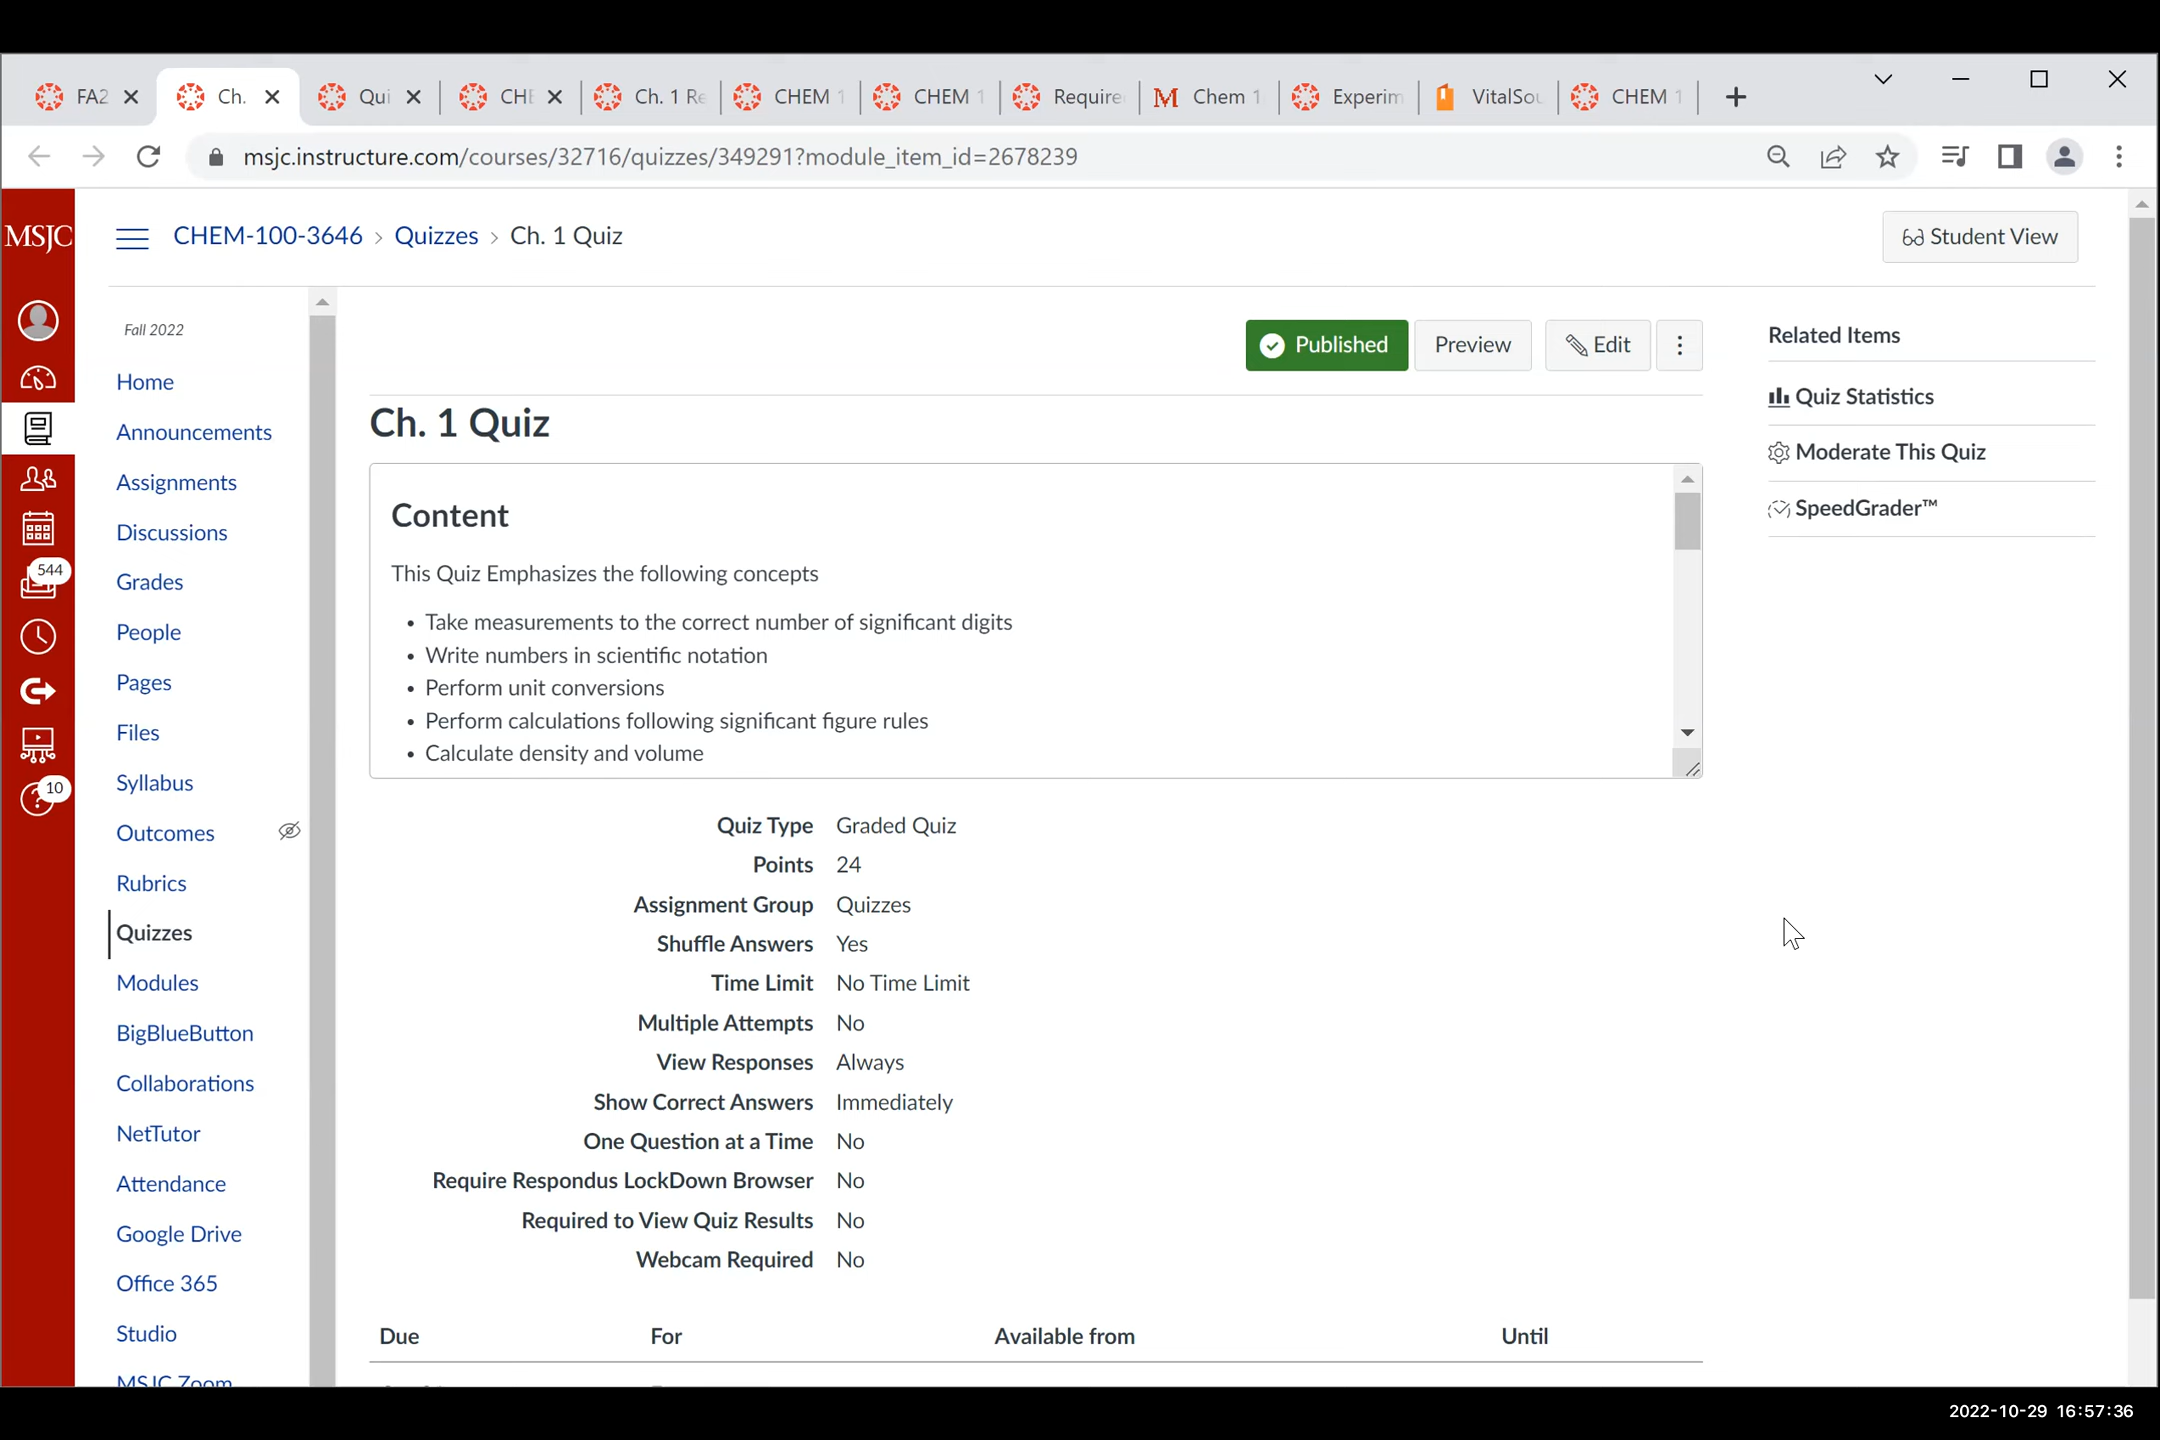 FA2
Ch.
Qui
CHE
Ch. 1 Re
CHEM 1
CHEM 1
Require
Chem 1
Experim
VitalSou
CHEM 1
msjc.instructure.com/courses/32716/quizzes/349291?module_item_id=2678239
MSJC
CHEM-100-3646 › Quizzes › Ch. 1 Quiz
Student View
544
10
Fall 2022
Home
Announcements
Assignments
Discussions
Grades
People
Pages
Files
Syllabus
Outcomes
Rubrics
Quizzes
Modules
BigBlueButton
Collaborations
NetTutor
Attendance
Google Drive
Office 365
Studio
MSJC Zoom
Published
Preview
Edit
Ch. 1 Quiz
Content
This Quiz Emphasizes the following concepts
• Take measurements to the correct number of significant digits
• Write numbers in scientific notation
• Perform unit conversions
• Perform calculations following significant figure rules
• Calculate density and volume
Quiz Type Graded Quiz
Points 24
Assignment Group Quizzes
Shuffle Answers Yes
Time Limit No Time Limit
Multiple Attempts No
View Responses Always
Show Correct Answers Immediately
One Question at a Time No
Require Respondus LockDown Browser No
Required to View Quiz Results No
Webcam Required No
Due For Available from Until
Related Items
Quiz Statistics
Moderate This Quiz
SpeedGrader™
2022-10-29 16:57:36